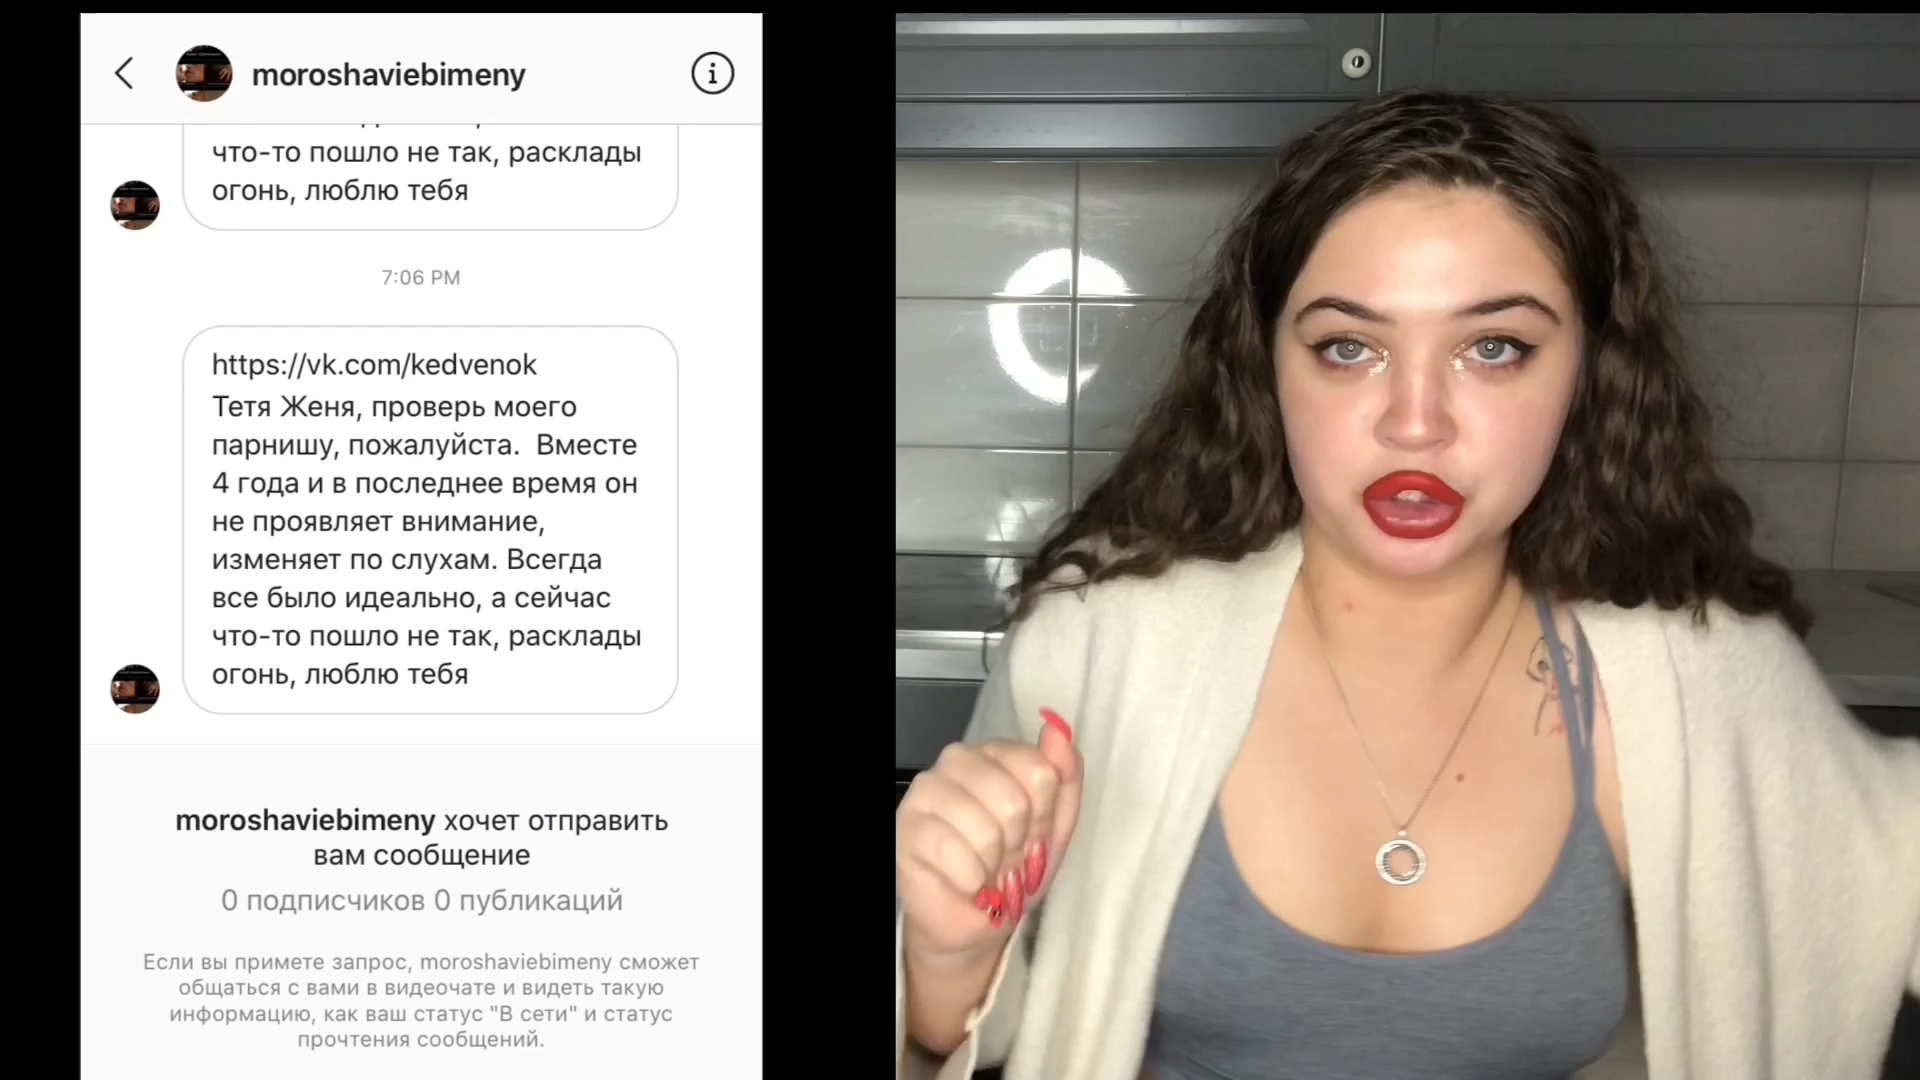 moroshaviebimeny
что-то пошло не так, расклады
огонь, люблю тебя
7:06 PM
https://vk.com/kedvenok
Тетя Женя, проверь моего
парнишу, пожалуйста.  Вместе
4 года и в последнее время он
не проявляет внимание,
изменяет по слухам. Всегда
все было идеально, а сейчас
что-то пошло не так, расклады
огонь, люблю тебя
moroshaviebimeny хочет отправить
вам сообщение
0 подписчиков 0 публикаций
Если вы примете запрос, moroshaviebimeny сможет
общаться с вами в видеочате и видеть такую
информацию, как ваш статус "В сети" и статус
прочтения сообщений.